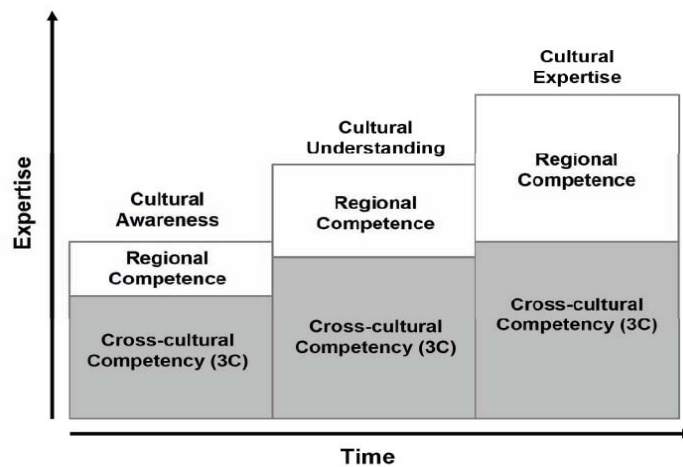 Cultural
Expertise
Cultural
Understanding
Cultural
Awareness
Regional
Competence
Regional
Competence
Regional
Competence
Cross-cultural
Competency (3C)
Cross-cultural
Competency (3C)
Cross-cultural
Competency (3C)
Expertise
Time